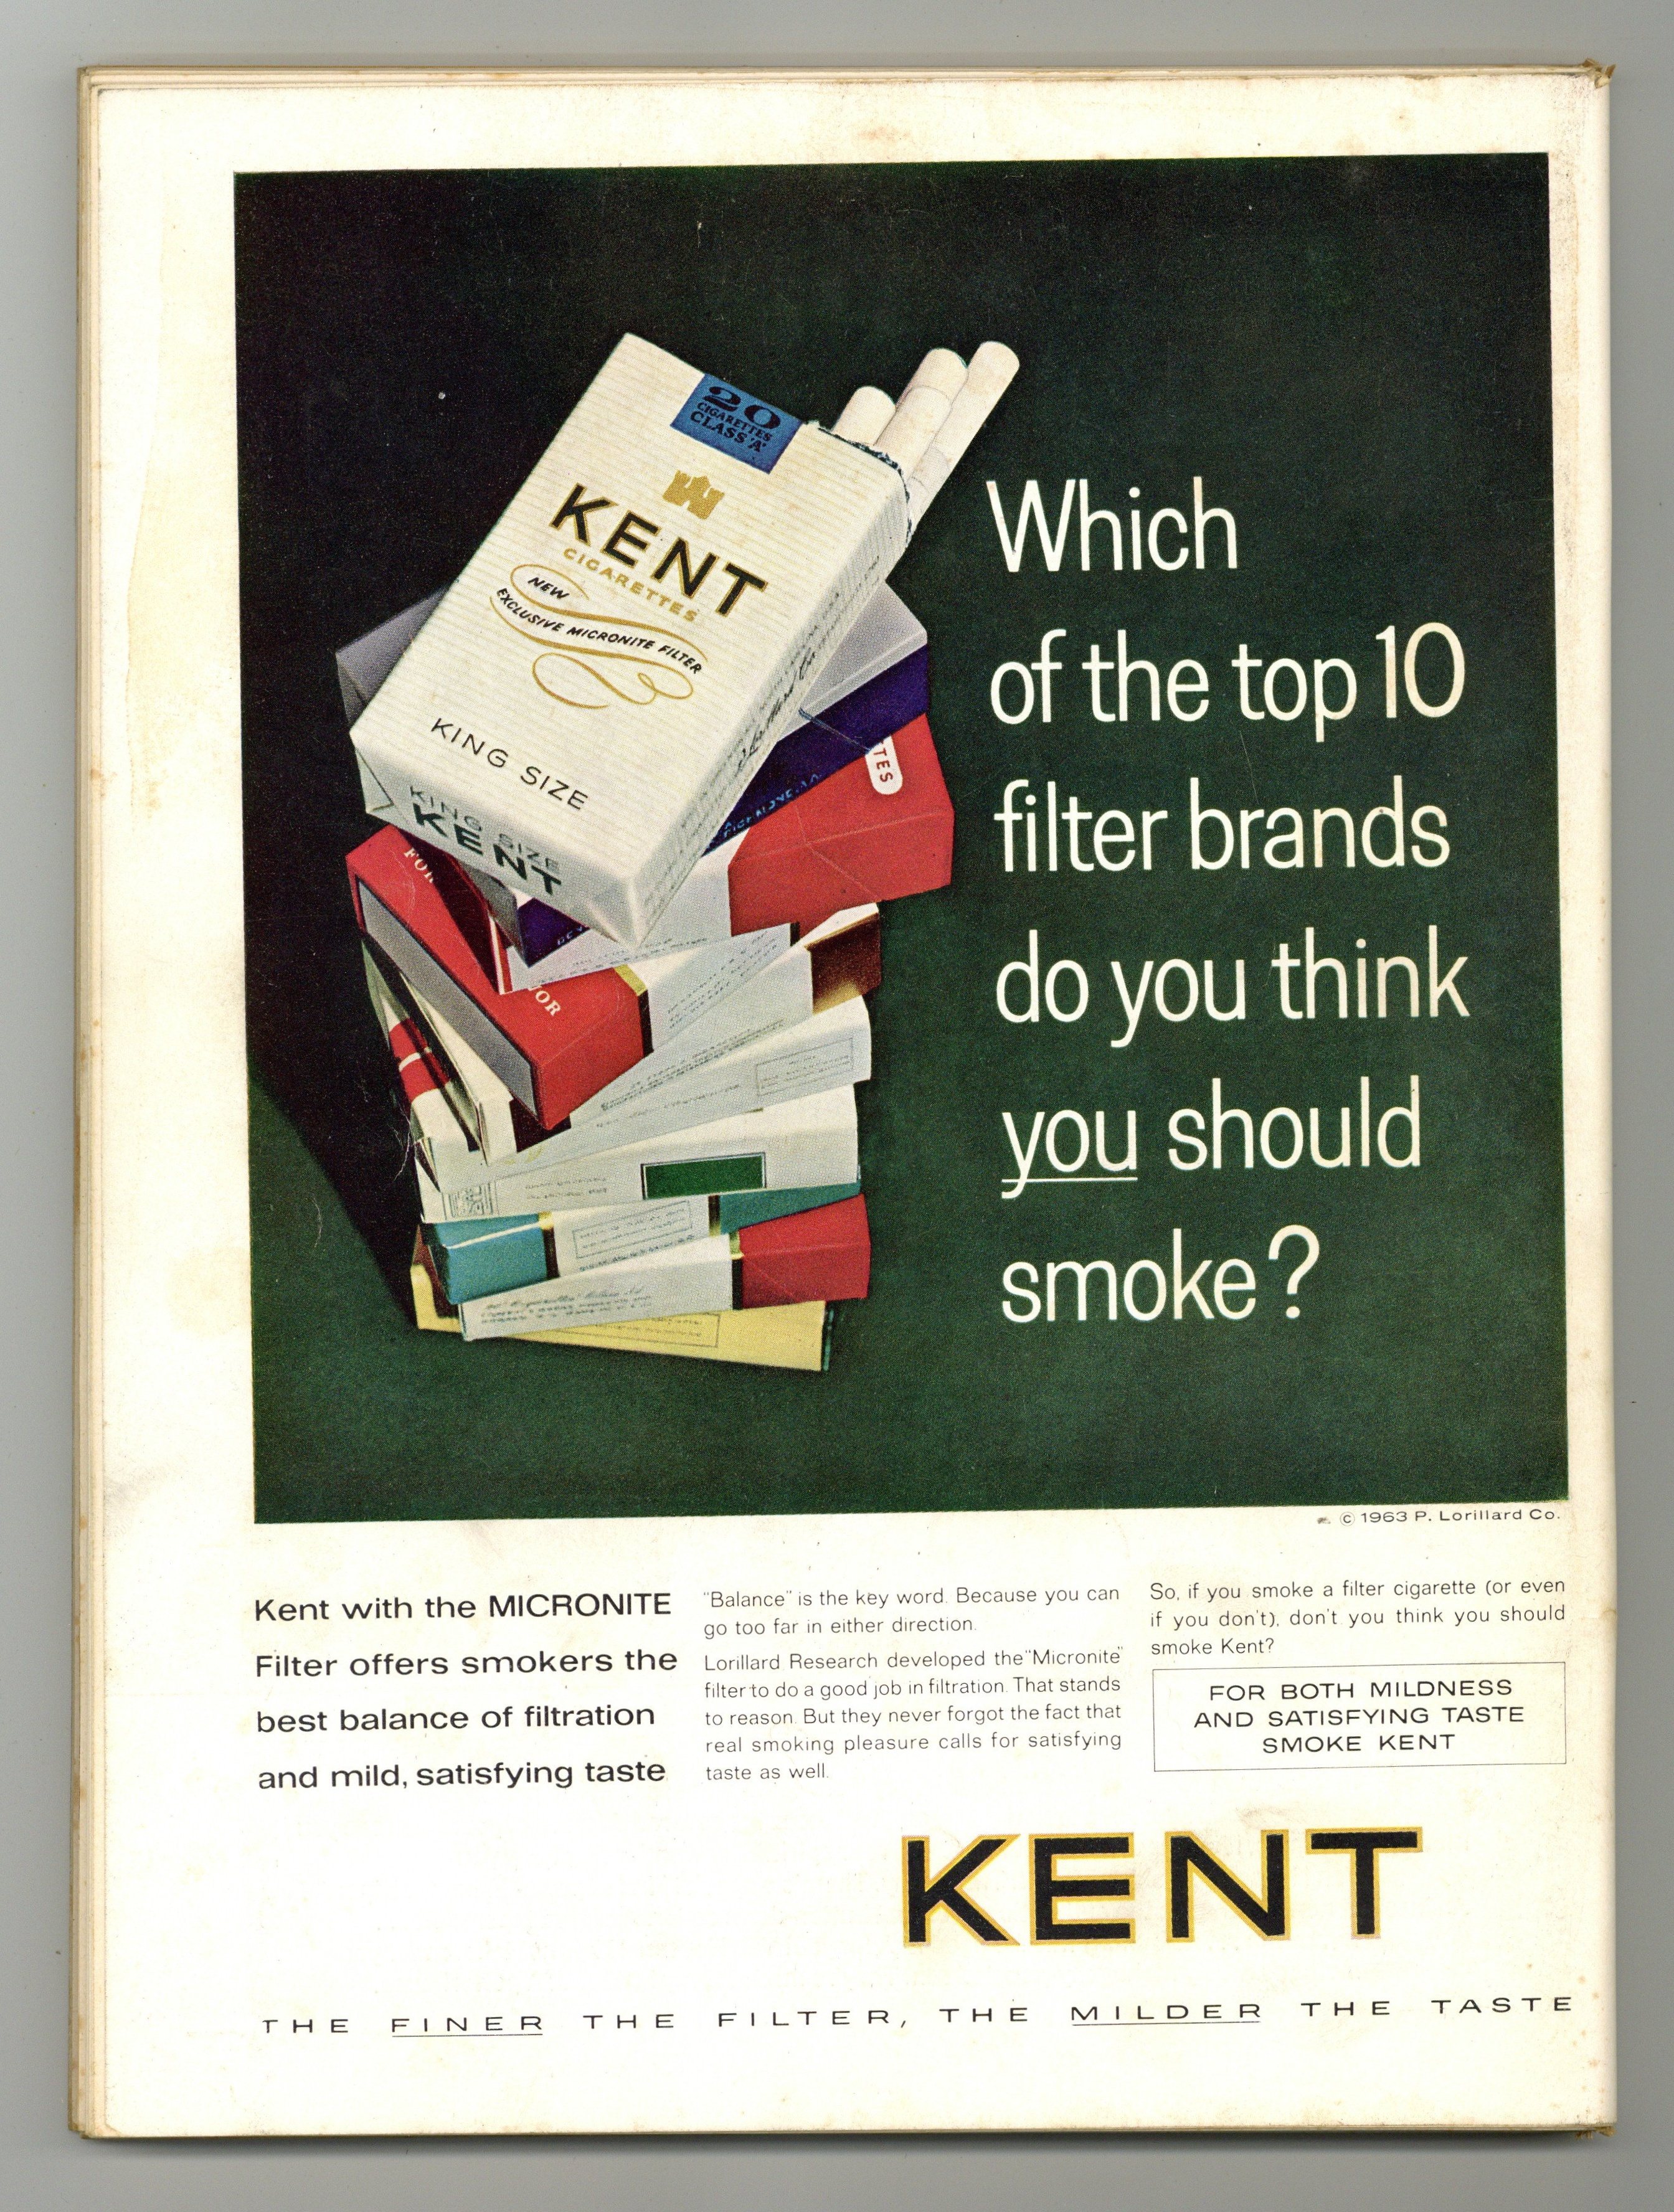 20
CIGARETTES
CLASS 'A'
KENT
CIGARETTES
NEW
EXCLUSIVE MICRONITE FILTER
KING SIZE
KING SIZE
KENT
TES
FOR
OR
Which
of the top 10
filter brands
do you think
you should
smoke?
© 1963 P. Lorillard Co.
Kent with the MICRONITE
Filter offers smokers the
best balance of filtration
and mild, satisfying taste
"Balance" is the key word. Because you can
go too far in either direction.
Lorillard Research developed the "Micronite"
filter to do a good job in filtration. That stands
to reason. But they never forgot the fact that
real smoking pleasure calls for satisfying
taste as well.
So, if you smoke a filter cigarette (or even
if you don't), don't you think you should
smoke Kent?
FOR BOTH MILDNESS
AND SATISFYING TASTE
SMOKE KENT
KENT
THE FINER THE FILTER, THE MILDER THE TASTE